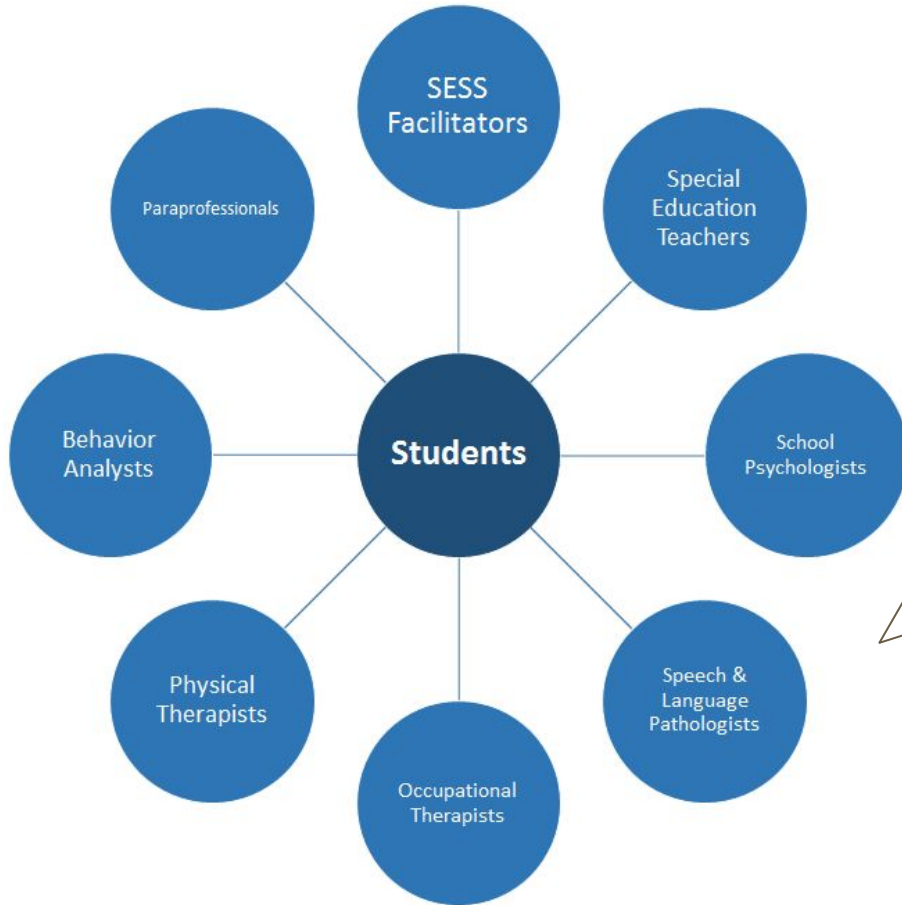 SESS
Facilitators
Special
Education
Teachers
School
Psychologists
Speech &
Language
Pathologists
Occupational
Therapists
Physical
Therapists
Behavior
Analysts
Paraprofessionals
Students